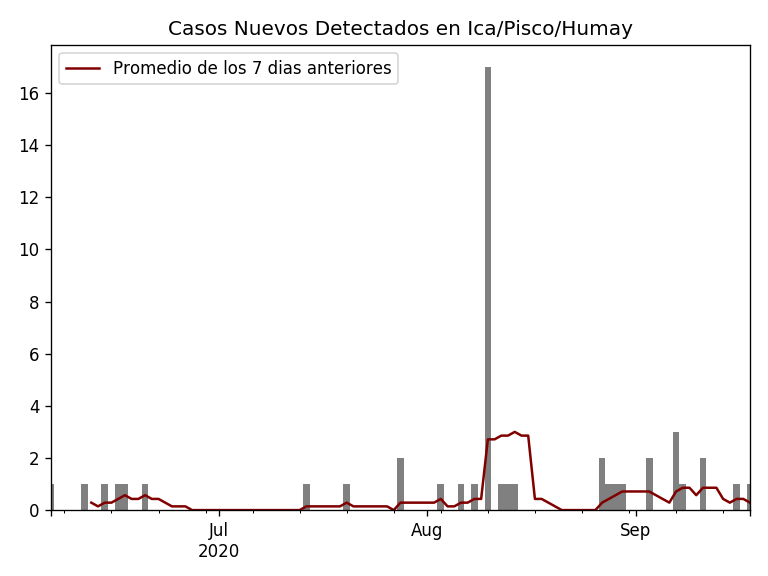 Casos Nuevos Detectados en Ica/Pisco/Humay
Promedio de los 7 dias anteriores
16
14
12
10
8
6
4
2
0
Jul
2020
Aug
Sep